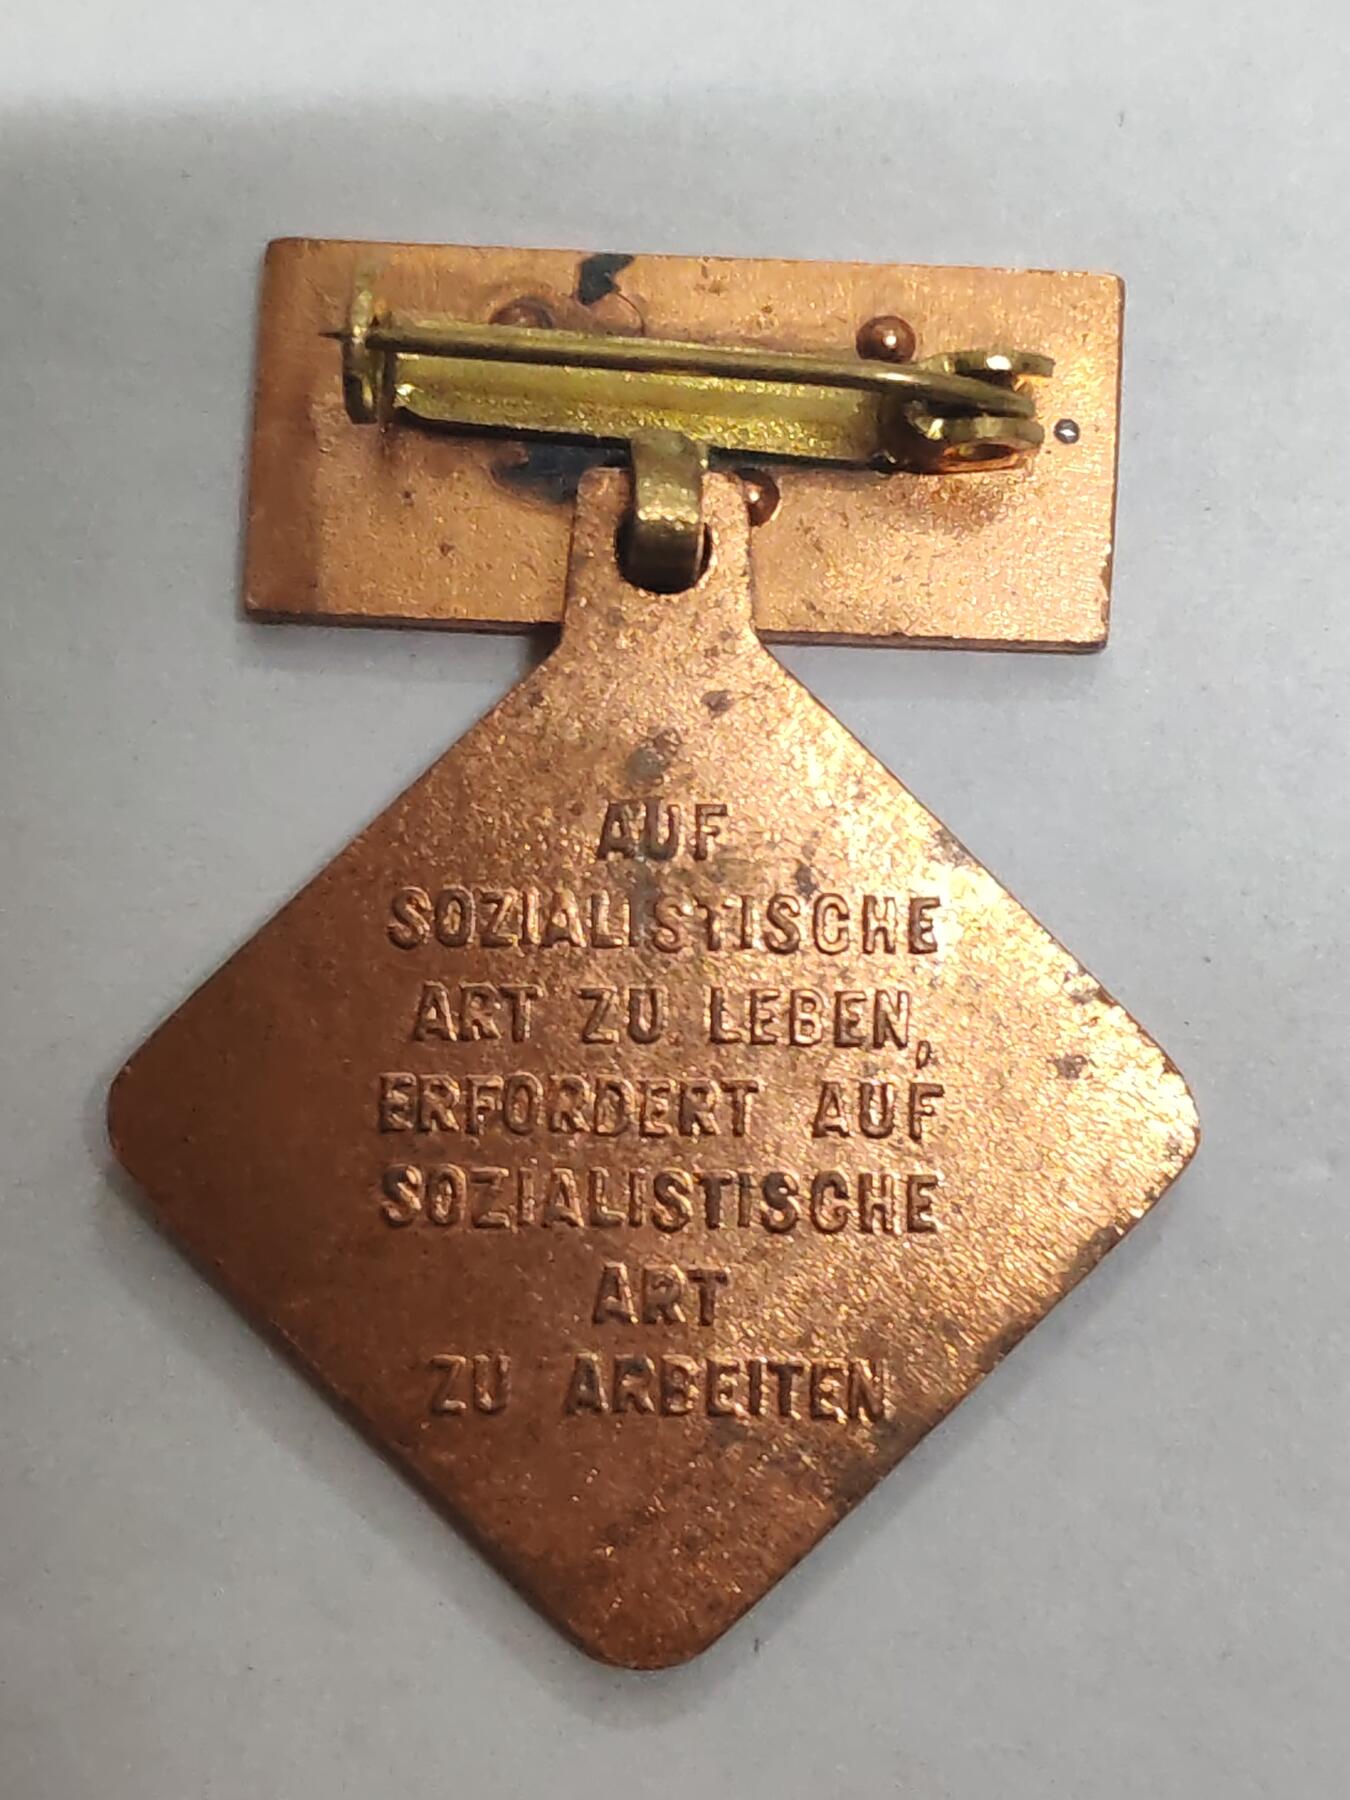 AUF
SOZIALISTISCHE
ART ZU LEBEN,
ERFORDERT AUF
SOZIALISTISCHE
ART
ZU ARBEITEN